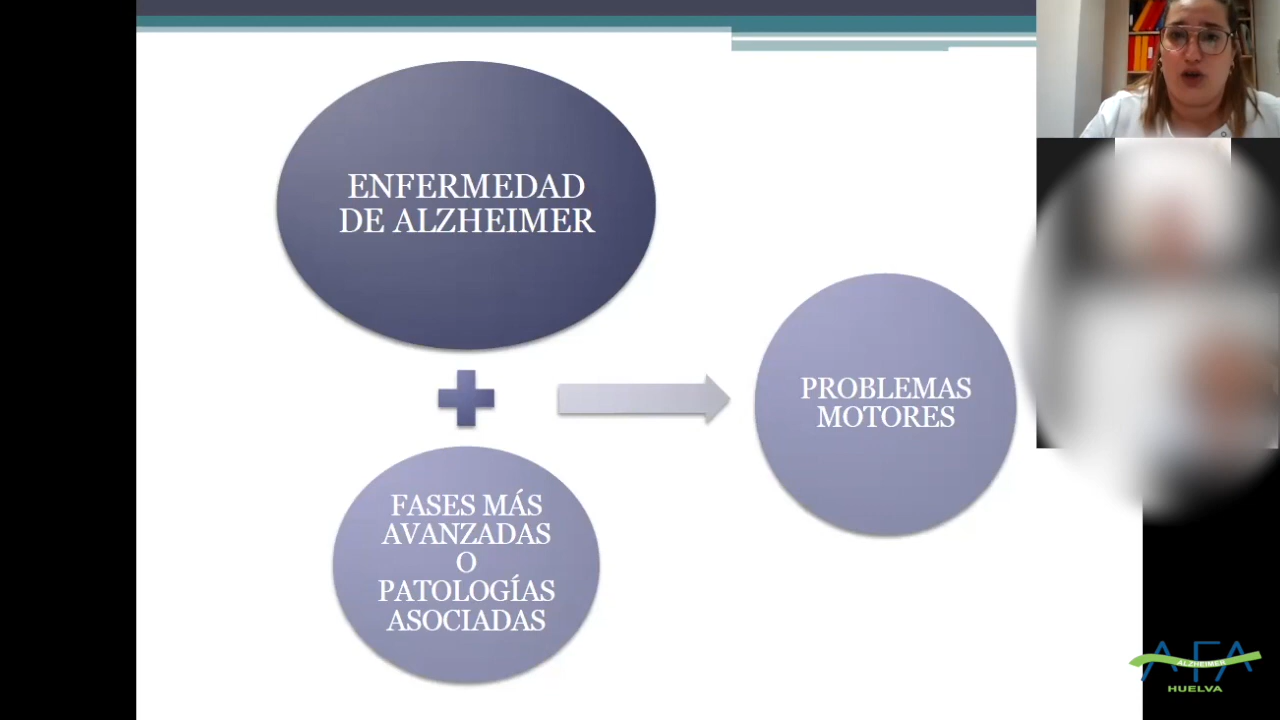 ENFERMEDAD
DE ALZHEIMER
PROBLEMAS
MOTORES
FASES MÁS
AVANZADAS
O
PATOLOGÍAS
ASOCIADAS
AFA
ALZHEIMER
HUELVA